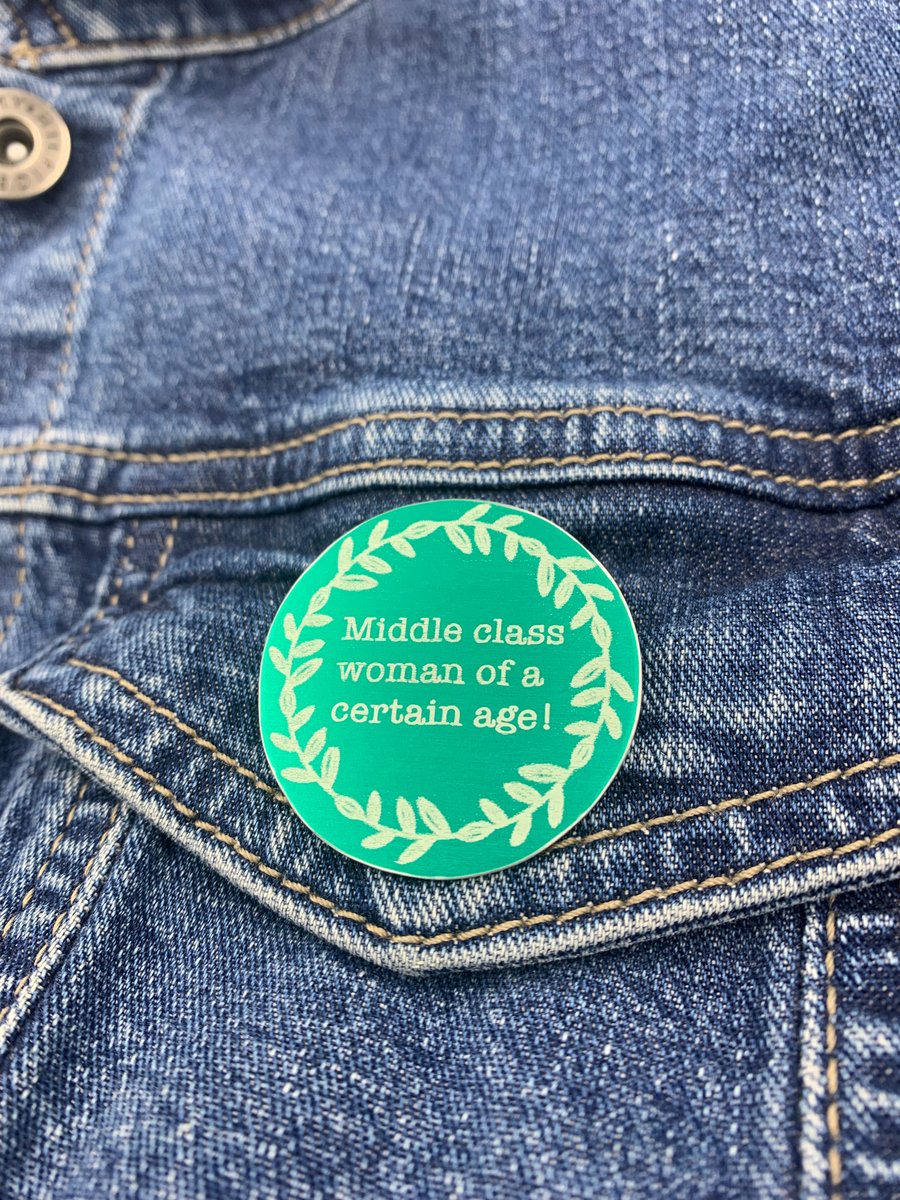 Middle class
woman of a
certain age!